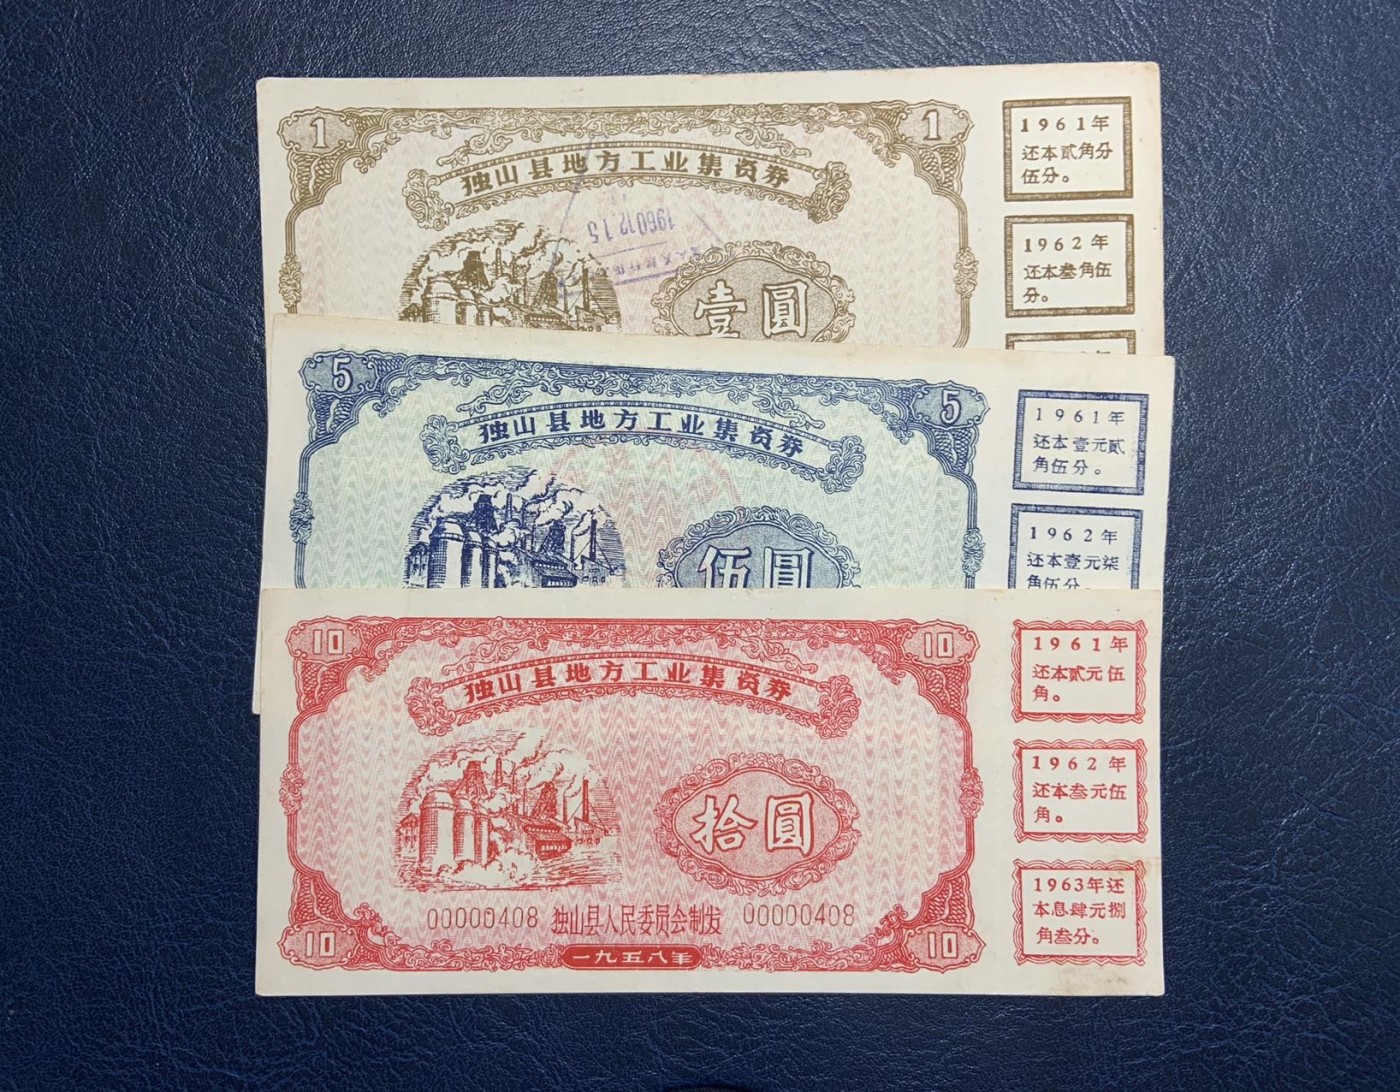 1
1
独山县地方工业集资券
1960.12.15
壹圆
1961年
还本贰角分
伍分。
1962年
还本叁角伍
分。
5
5
独山县地方工业集资券
伍圆
1961年
还本壹元贰
角伍分。
1962年
还本壹元柒
角伍分
10
10
独山县地方工业集资券
拾圓
00000408 独山县人民委员会制发 00000408
10
一九五八年
10
1961年
还本贰元伍
角。
1962年
还本叁元伍
角。
1963年还
本息肆元捌
角叁分。